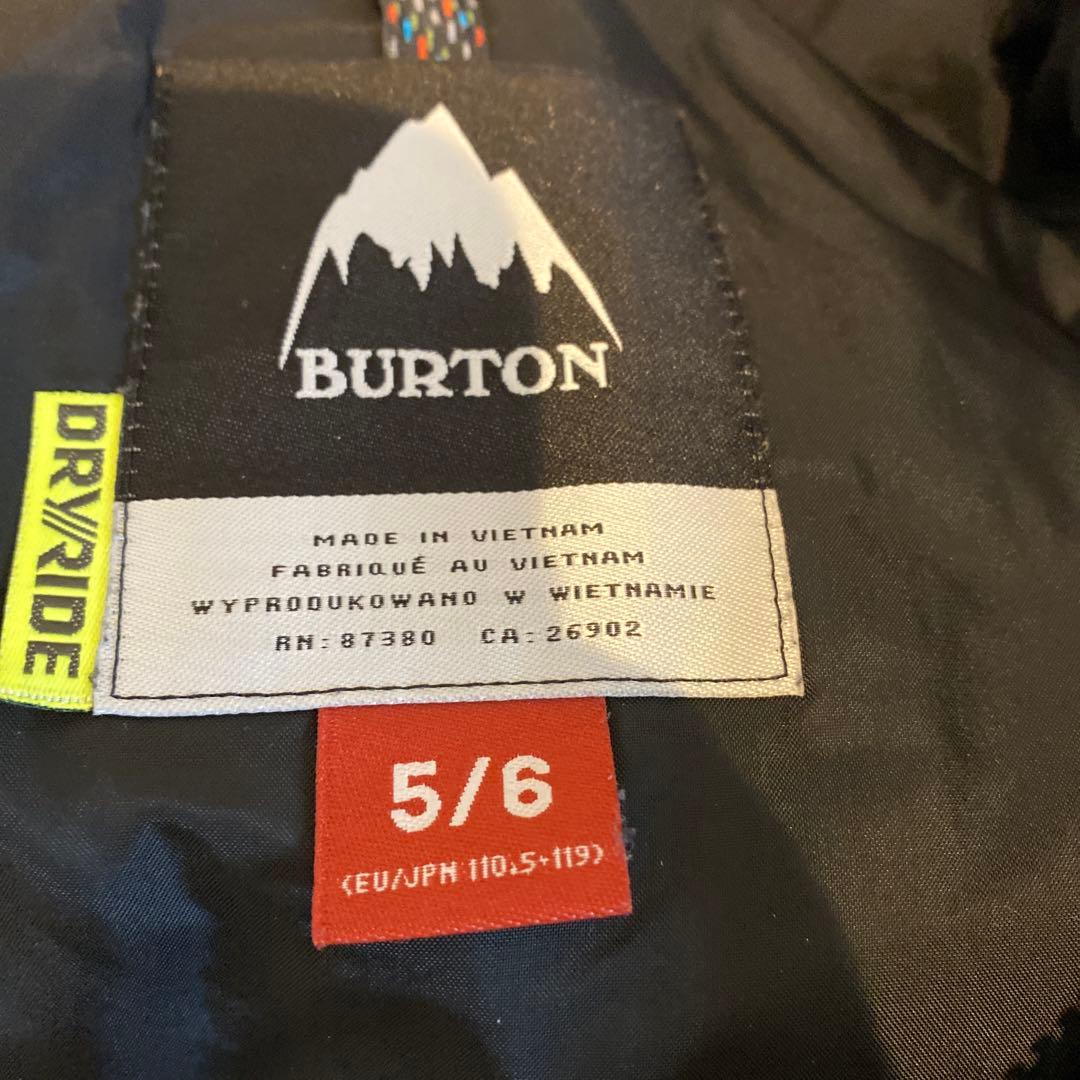 BURTON
DRY//RIDE
MADE IN VIETNAM
FABRIQUÉ AU VIETNAM
WYPRODUKOWANO W WIETNAMIE
RN: 87380 CA: 26902
5/6
(EU/JPN 110.5-119)